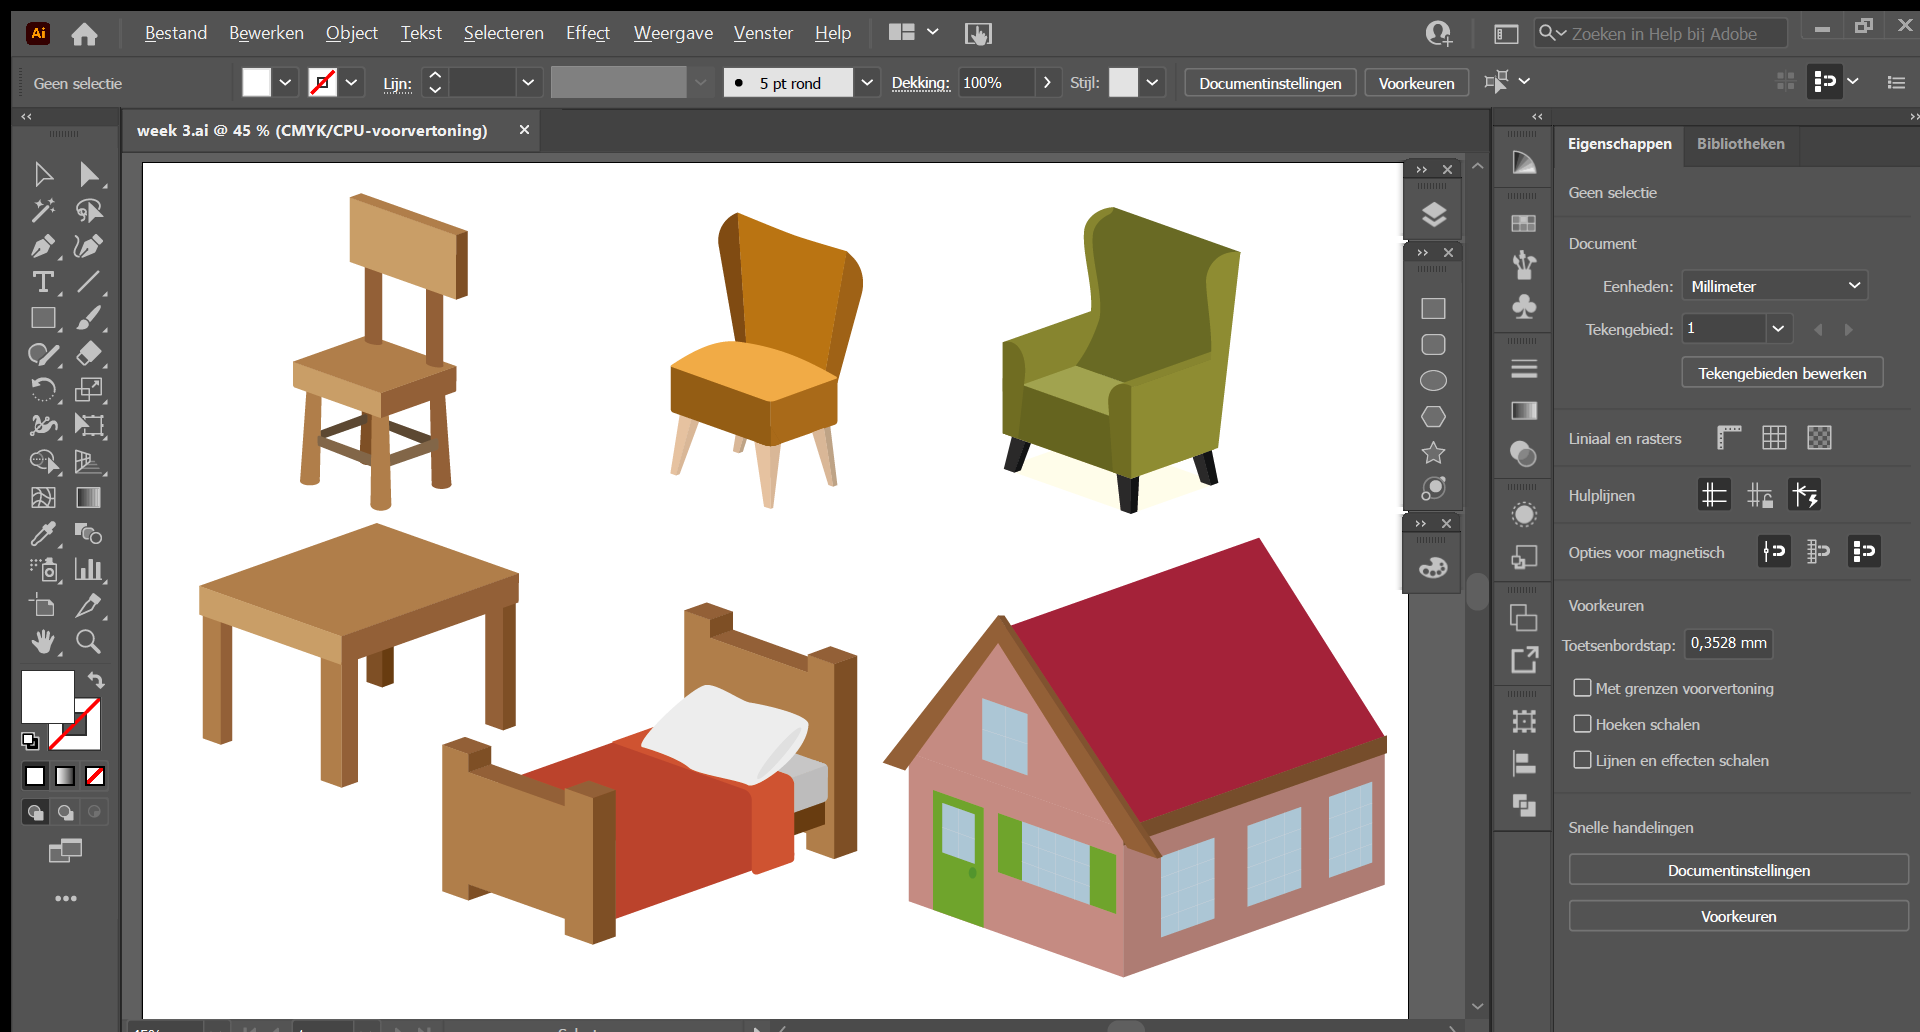 Ai Bestand Bewerken Object Tekst Selecteren Effect Weergave Venster Help Zoeken in Help bij Adobe
Geen selectie Lijn: 5 pt rond Dekking: 100% Stijl: Documentinstellingen Voorkeuren
week 3.ai @ 45 % (CMYK/CPU-voorvertoning)
Eigenschappen Bibliotheken
Geen selectie
Document
Eenheden: Millimeter
Tekengebied: 1
Tekengebieden bewerken
Liniaal en rasters
Hulplijnen
Opties voor magnetisch
Voorkeuren
Toetsenbordstap: 0,3528 mm
Met grenzen voorvertoning
Hoeken schalen
Lijnen en effecten schalen
Snelle handelingen
Documentinstellingen
Voorkeuren